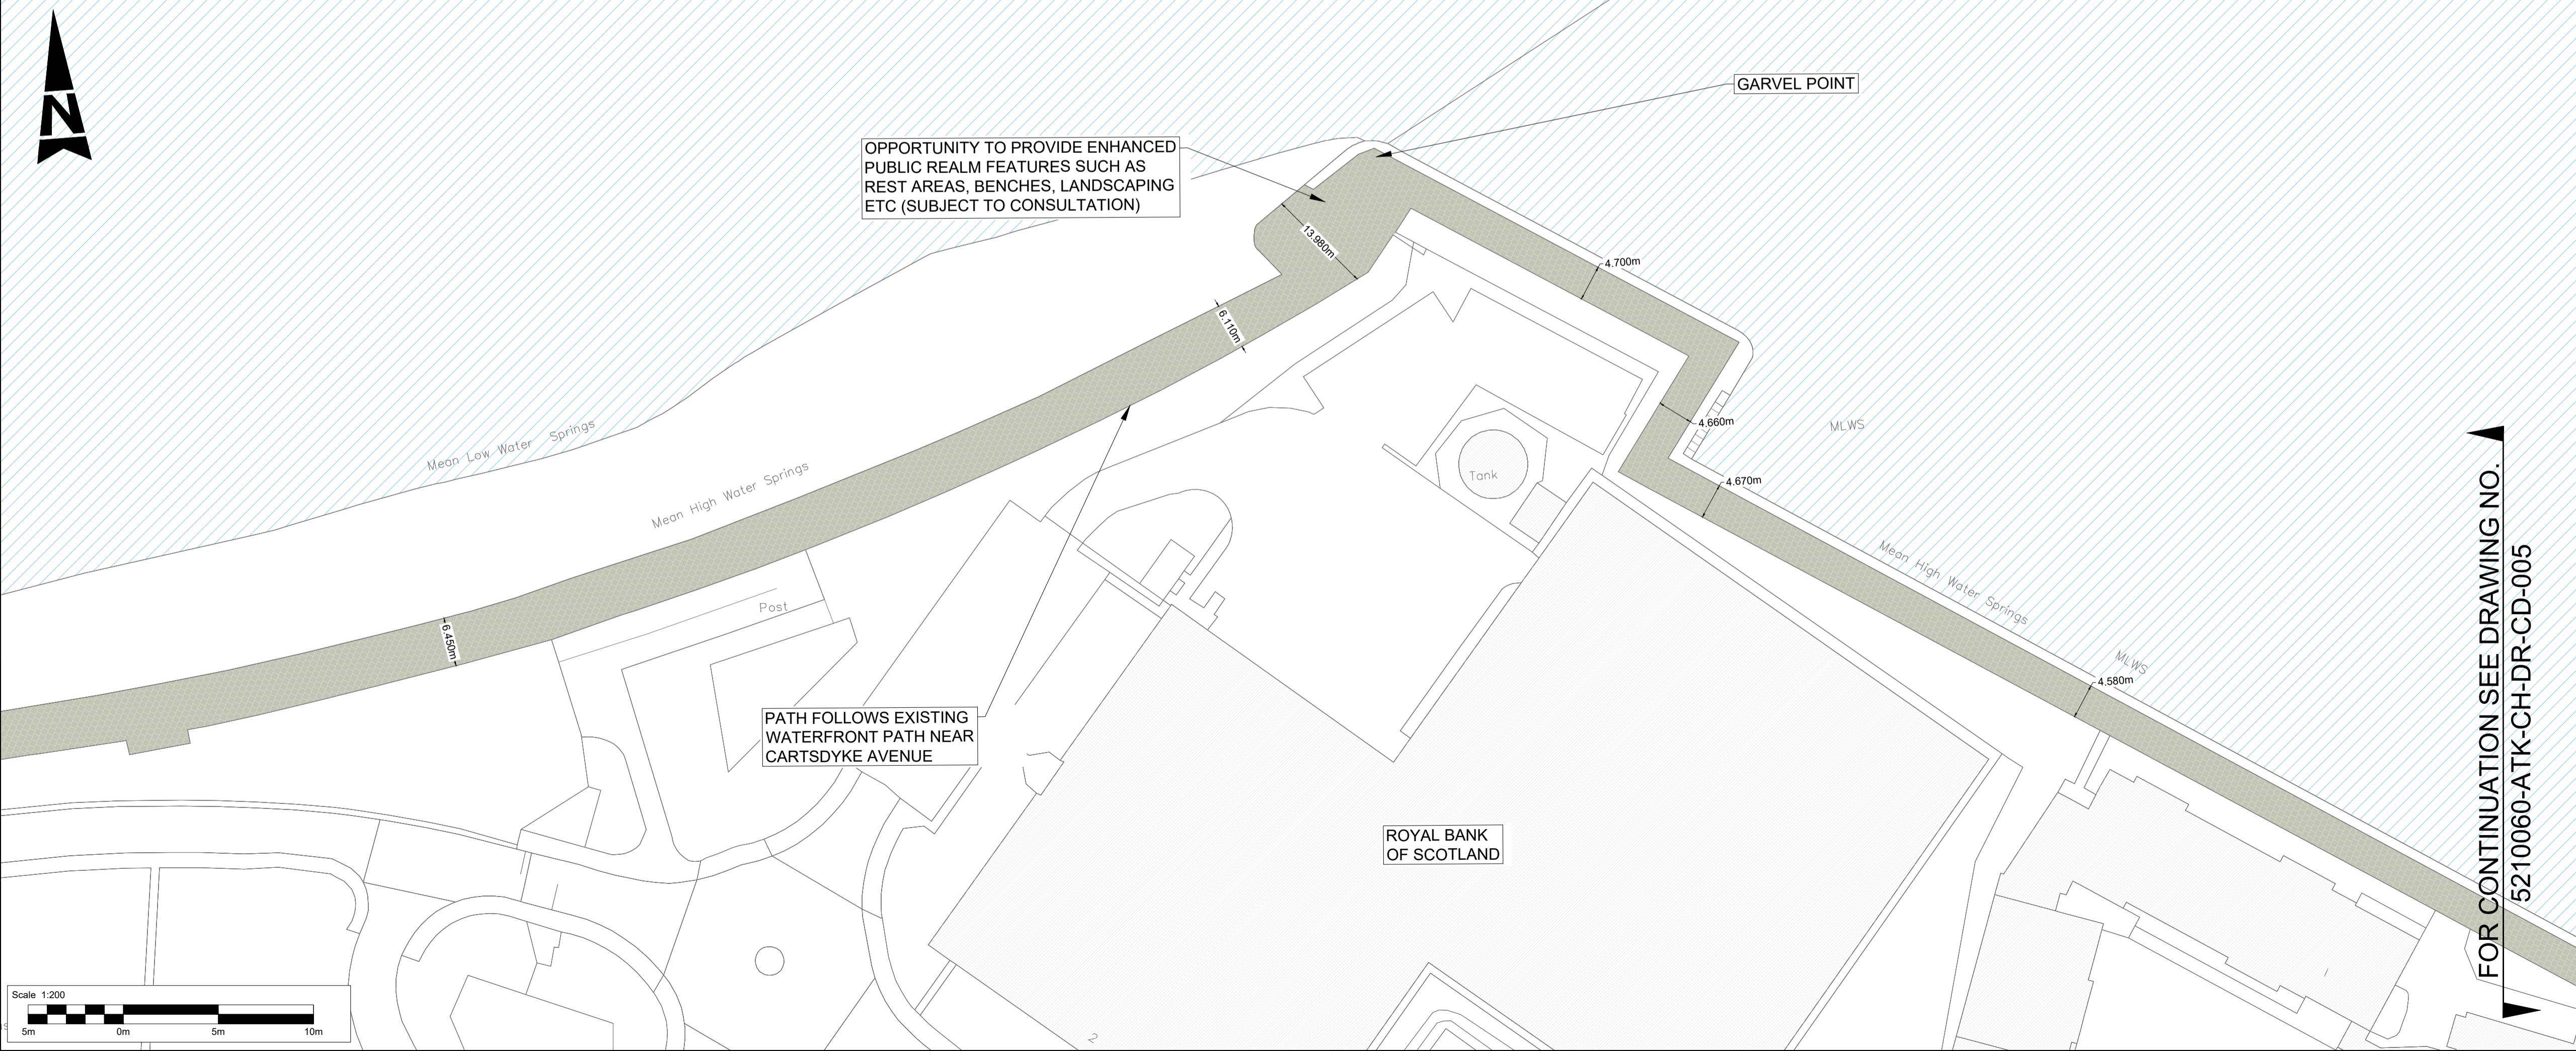 N
GARVEL POINT
OPPORTUNITY TO PROVIDE ENHANCED
PUBLIC REALM FEATURES SUCH AS
REST AREAS, BENCHES, LANDSCAPING
ETC (SUBJECT TO CONSULTATION)
13.980m
4.700m
6.110m
4.660m
MLWS
Mean Low Water Springs
Mean High Water Springs
Tank
4.670m
Mean High Water Springs
Post
6.450m
MLWS
4.580m
PATH FOLLOWS EXISTING
WATERFRONT PATH NEAR
CARTSDYKE AVENUE
ROYAL BANK
OF SCOTLAND
FOR CONTINUATION SEE DRAWING NO.
5210060-ATK-CH-DR-CD-005
Scale 1:200
5m 0m 5m 10m
2